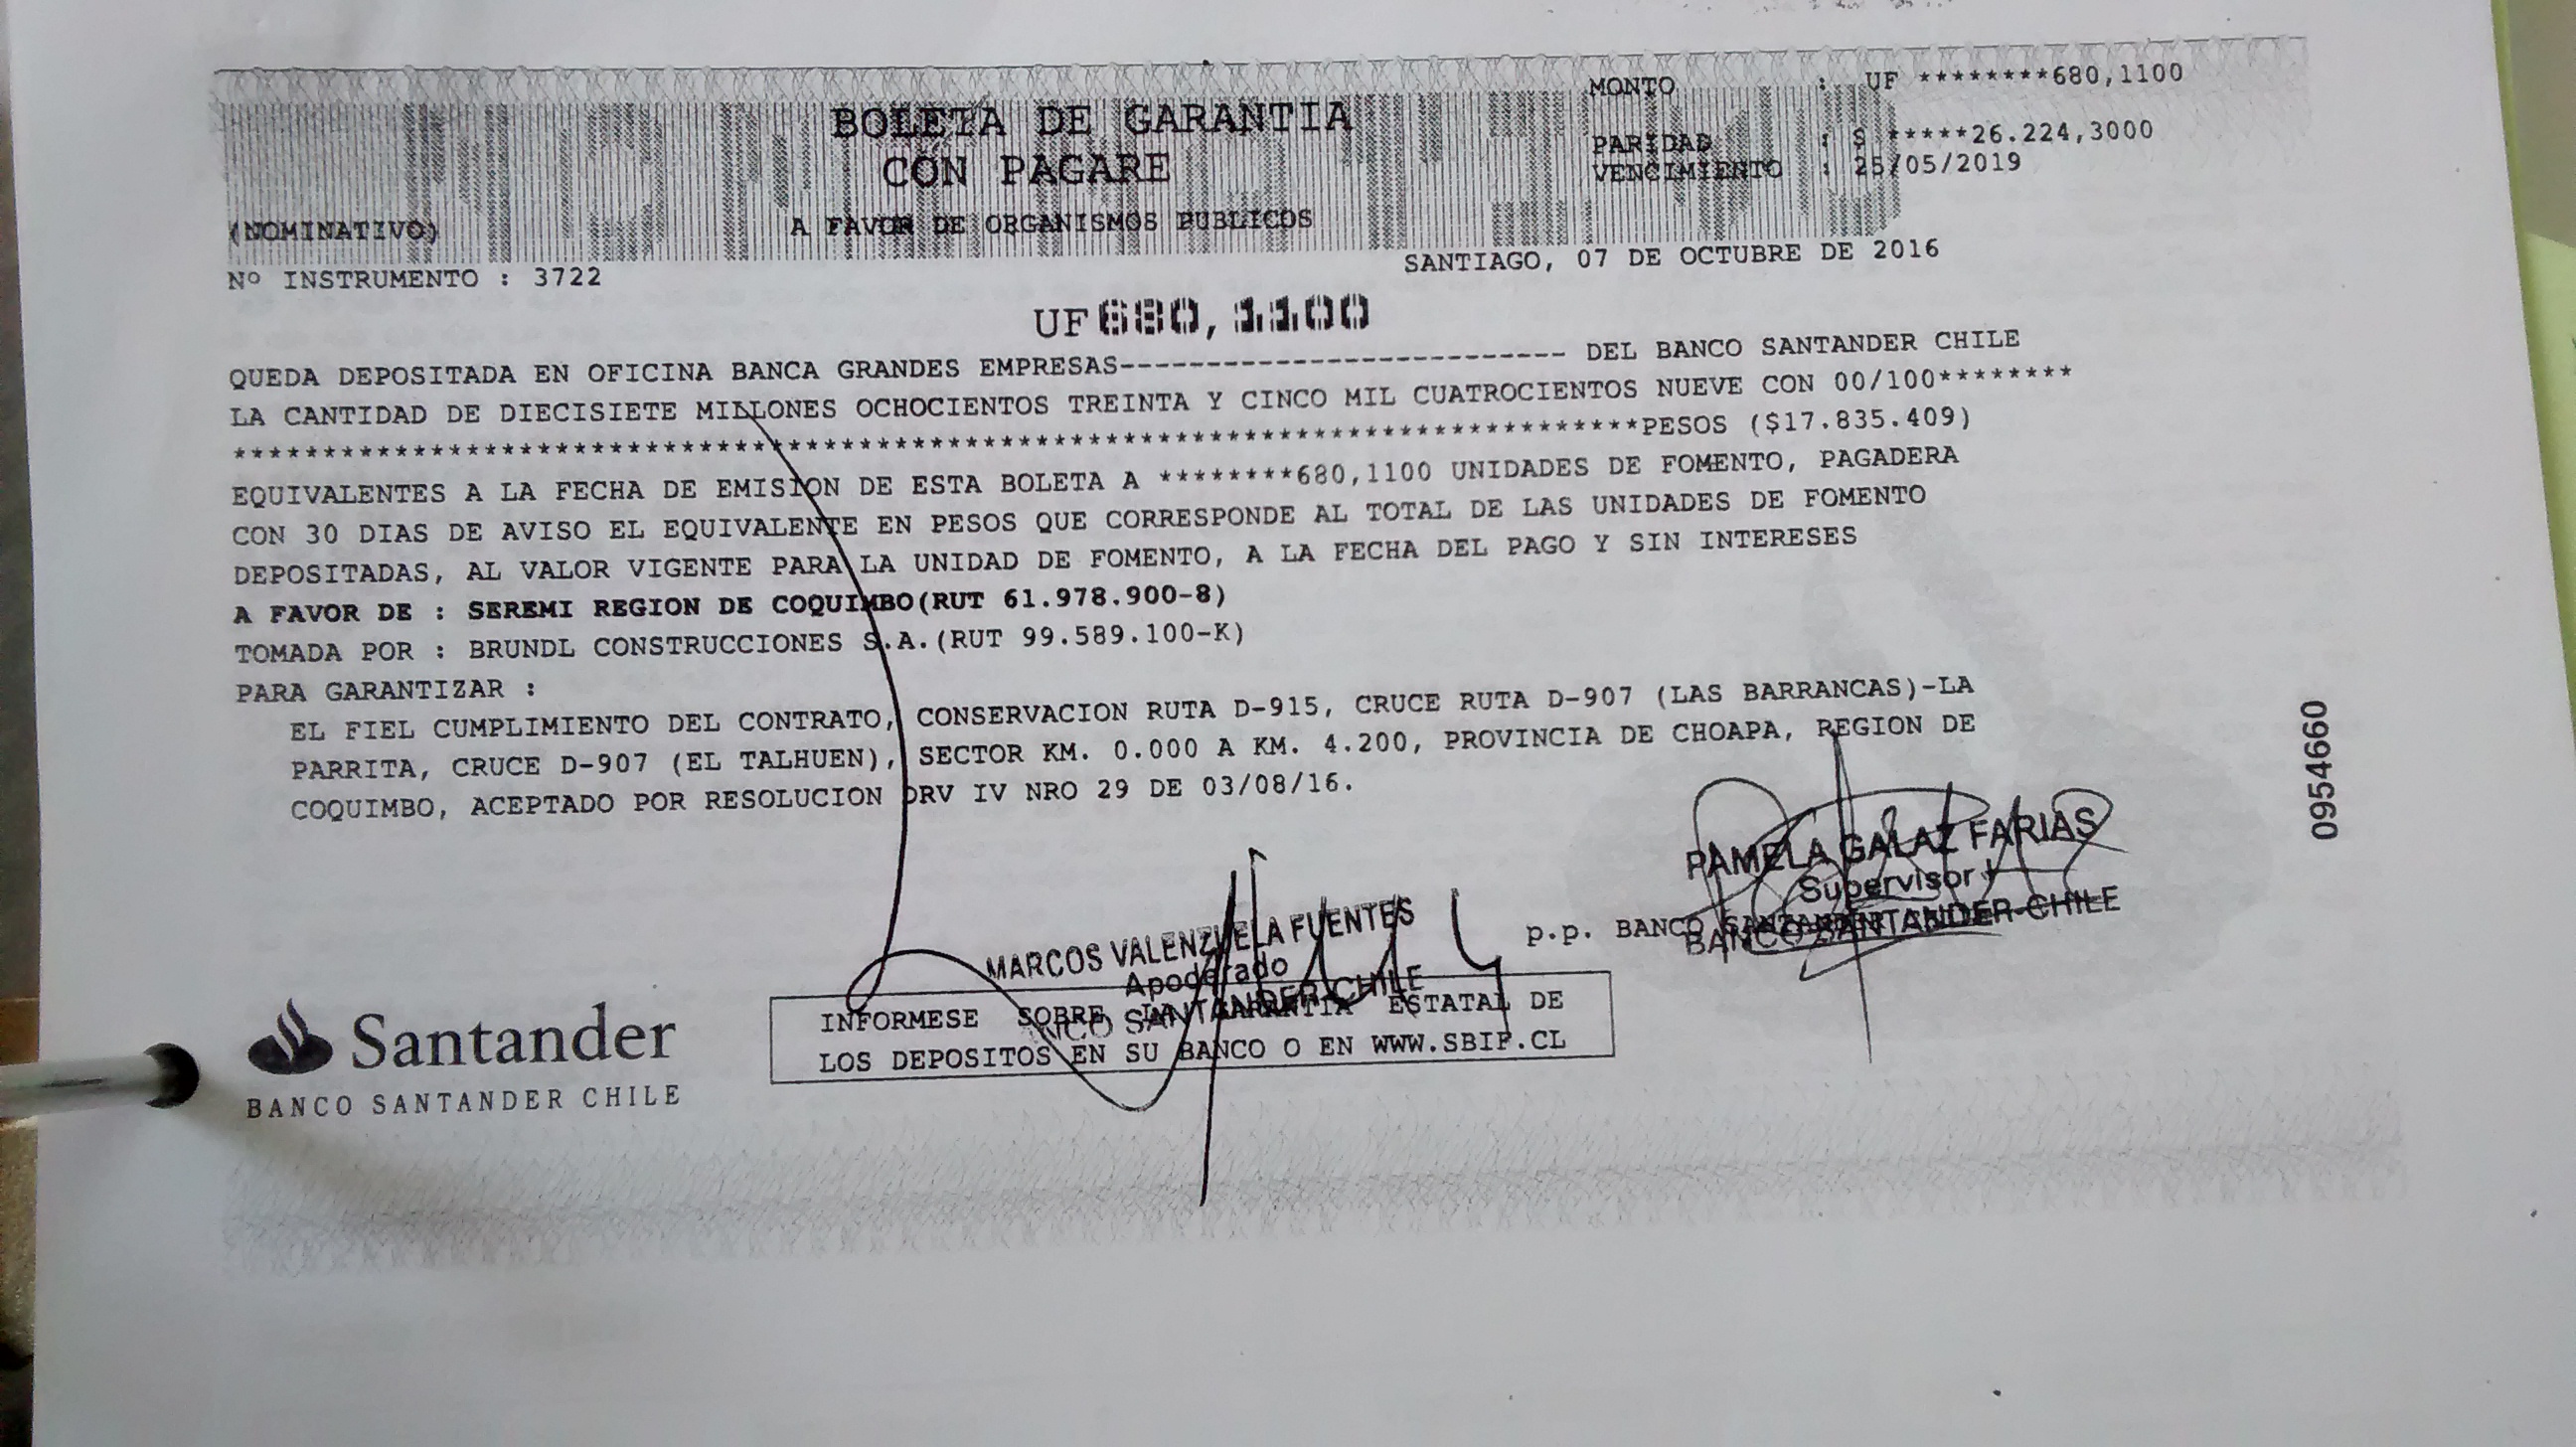 MONTO : UF ********680,1100
BOLETA DE GARANTIA
CON PAGARE
PARIDAD : $ *****26.224,3000
VENCIMIENTO : 25/05/2019
(NOMINATIVO)
A FAVOR DE ORGANISMOS PUBLICOS
Nº INSTRUMENTO : 3722
SANTIAGO, 07 DE OCTUBRE DE 2016
UF 680,1100
QUEDA DEPOSITADA EN OFICINA BANCA GRANDES EMPRESAS-------------------------- DEL BANCO SANTANDER CHILE
LA CANTIDAD DE DIECISIETE MILLONES OCHOCIENTOS TREINTA Y CINCO MIL CUATROCIENTOS NUEVE CON 00/100********
******************************************************************************PESOS ($17.835.409)
EQUIVALENTES A LA FECHA DE EMISION DE ESTA BOLETA A ********680,1100 UNIDADES DE FOMENTO, PAGADERA
CON 30 DIAS DE AVISO EL EQUIVALENTE EN PESOS QUE CORRESPONDE AL TOTAL DE LAS UNIDADES DE FOMENTO
DEPOSITADAS, AL VALOR VIGENTE PARA LA UNIDAD DE FOMENTO, A LA FECHA DEL PAGO Y SIN INTERESES
A FAVOR DE : SEREMI REGION DE COQUIMBO(RUT 61.978.900-8)
TOMADA POR : BRUNDL CONSTRUCCIONES S.A.(RUT 99.589.100-K)
PARA GARANTIZAR :
EL FIEL CUMPLIMIENTO DEL CONTRATO, CONSERVACION RUTA D-915, CRUCE RUTA D-907 (LAS BARRANCAS)-LA
PARRITA, CRUCE D-907 (EL TALHUEN), SECTOR KM. 0.000 A KM. 4.200, PROVINCIA DE CHOAPA, REGION DE
COQUIMBO, ACEPTADO POR RESOLUCION DRV IV NRO 29 DE 03/08/16.
0954660
PAMELA GALAZ FARIAS
Supervisor
BANCO SANTANDER-CHILE
p.p. BANCO SANTANDER
MARCOS VALENZUELA FUENTES
Apoderado
BANCO SANTANDER CHILE
INFORMESE SOBRE LA GARANTIA ESTATAL DE
LOS DEPOSITOS EN SU BANCO O EN WWW.SBIF.CL
Santander
BANCO SANTANDER CHILE